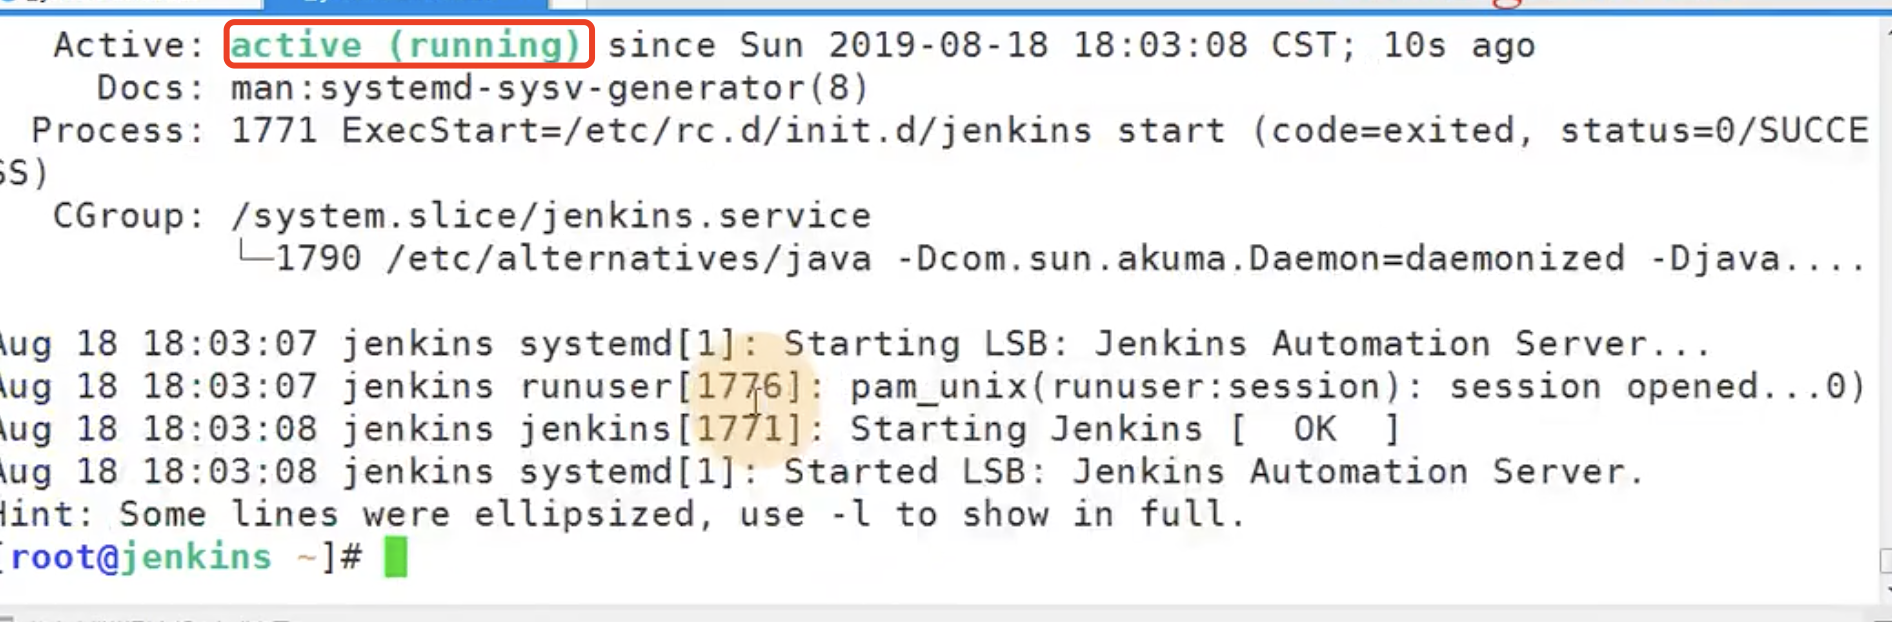 Active: active (running) since Sun 2019-08-18 18:03:08 CST; 10s ago
Docs: man:systemd-sysv-generator(8)
Process: 1771 ExecStart=/etc/rc.d/init.d/jenkins start (code=exited, status=0/SUCCE
SS)
CGroup: /system.slice/jenkins.service
└─1790 /etc/alternatives/java -Dcom.sun.akuma.Daemon=daemonized -Djava....
Aug 18 18:03:07 jenkins systemd[1]: Starting LSB: Jenkins Automation Server...
Aug 18 18:03:07 jenkins runuser[1776]: pam_unix(runuser:session): session opened...0)
Aug 18 18:03:08 jenkins jenkins[1771]: Starting Jenkins [  OK  ]
Aug 18 18:03:08 jenkins systemd[1]: Started LSB: Jenkins Automation Server.
Hint: Some lines were ellipsized, use -l to show in full.
[root@jenkins ~]#